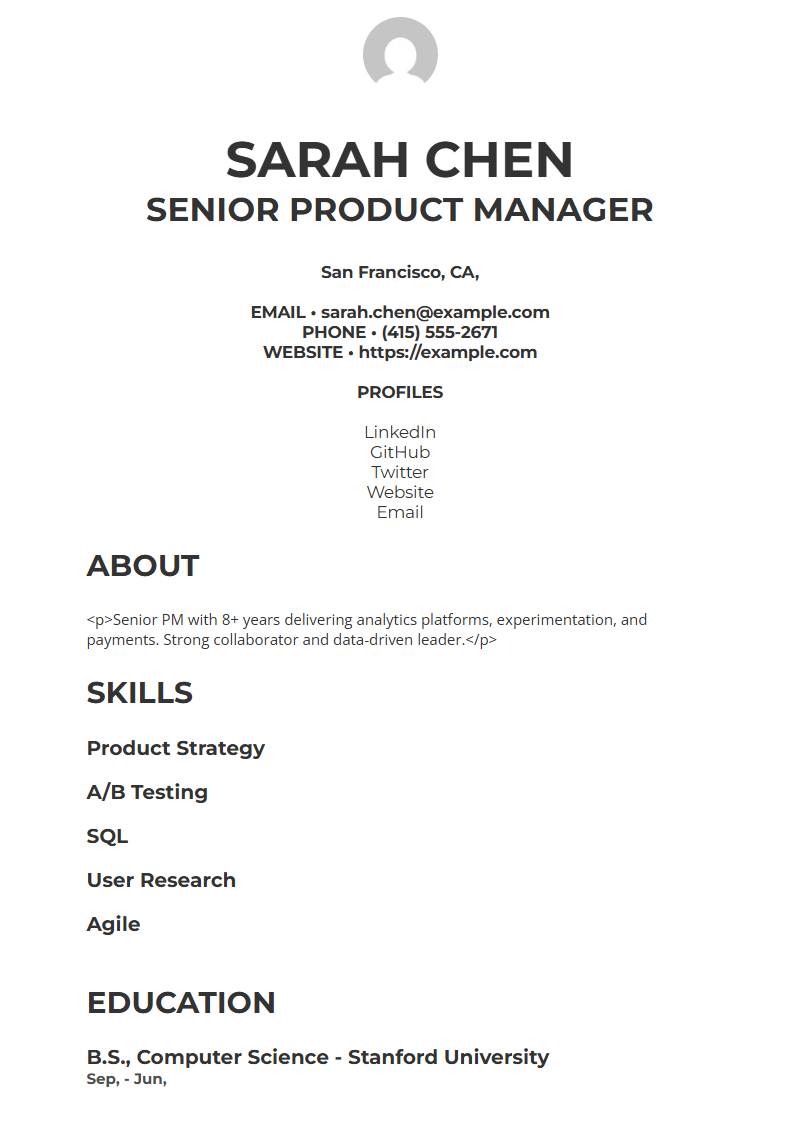 SARAH CHEN
SENIOR PRODUCT MANAGER
San Francisco, CA,
EMAIL • sarah.chen@example.com
PHONE • (415) 555-2671
WEBSITE • https://example.com
PROFILES
LinkedIn
GitHub
Twitter
Website
Email
ABOUT
<p>Senior PM with 8+ years delivering analytics platforms, experimentation, and
payments. Strong collaborator and data-driven leader.</p>
SKILLS
Product Strategy
A/B Testing
SQL
User Research
Agile
EDUCATION
B.S., Computer Science - Stanford University
Sep, - Jun,